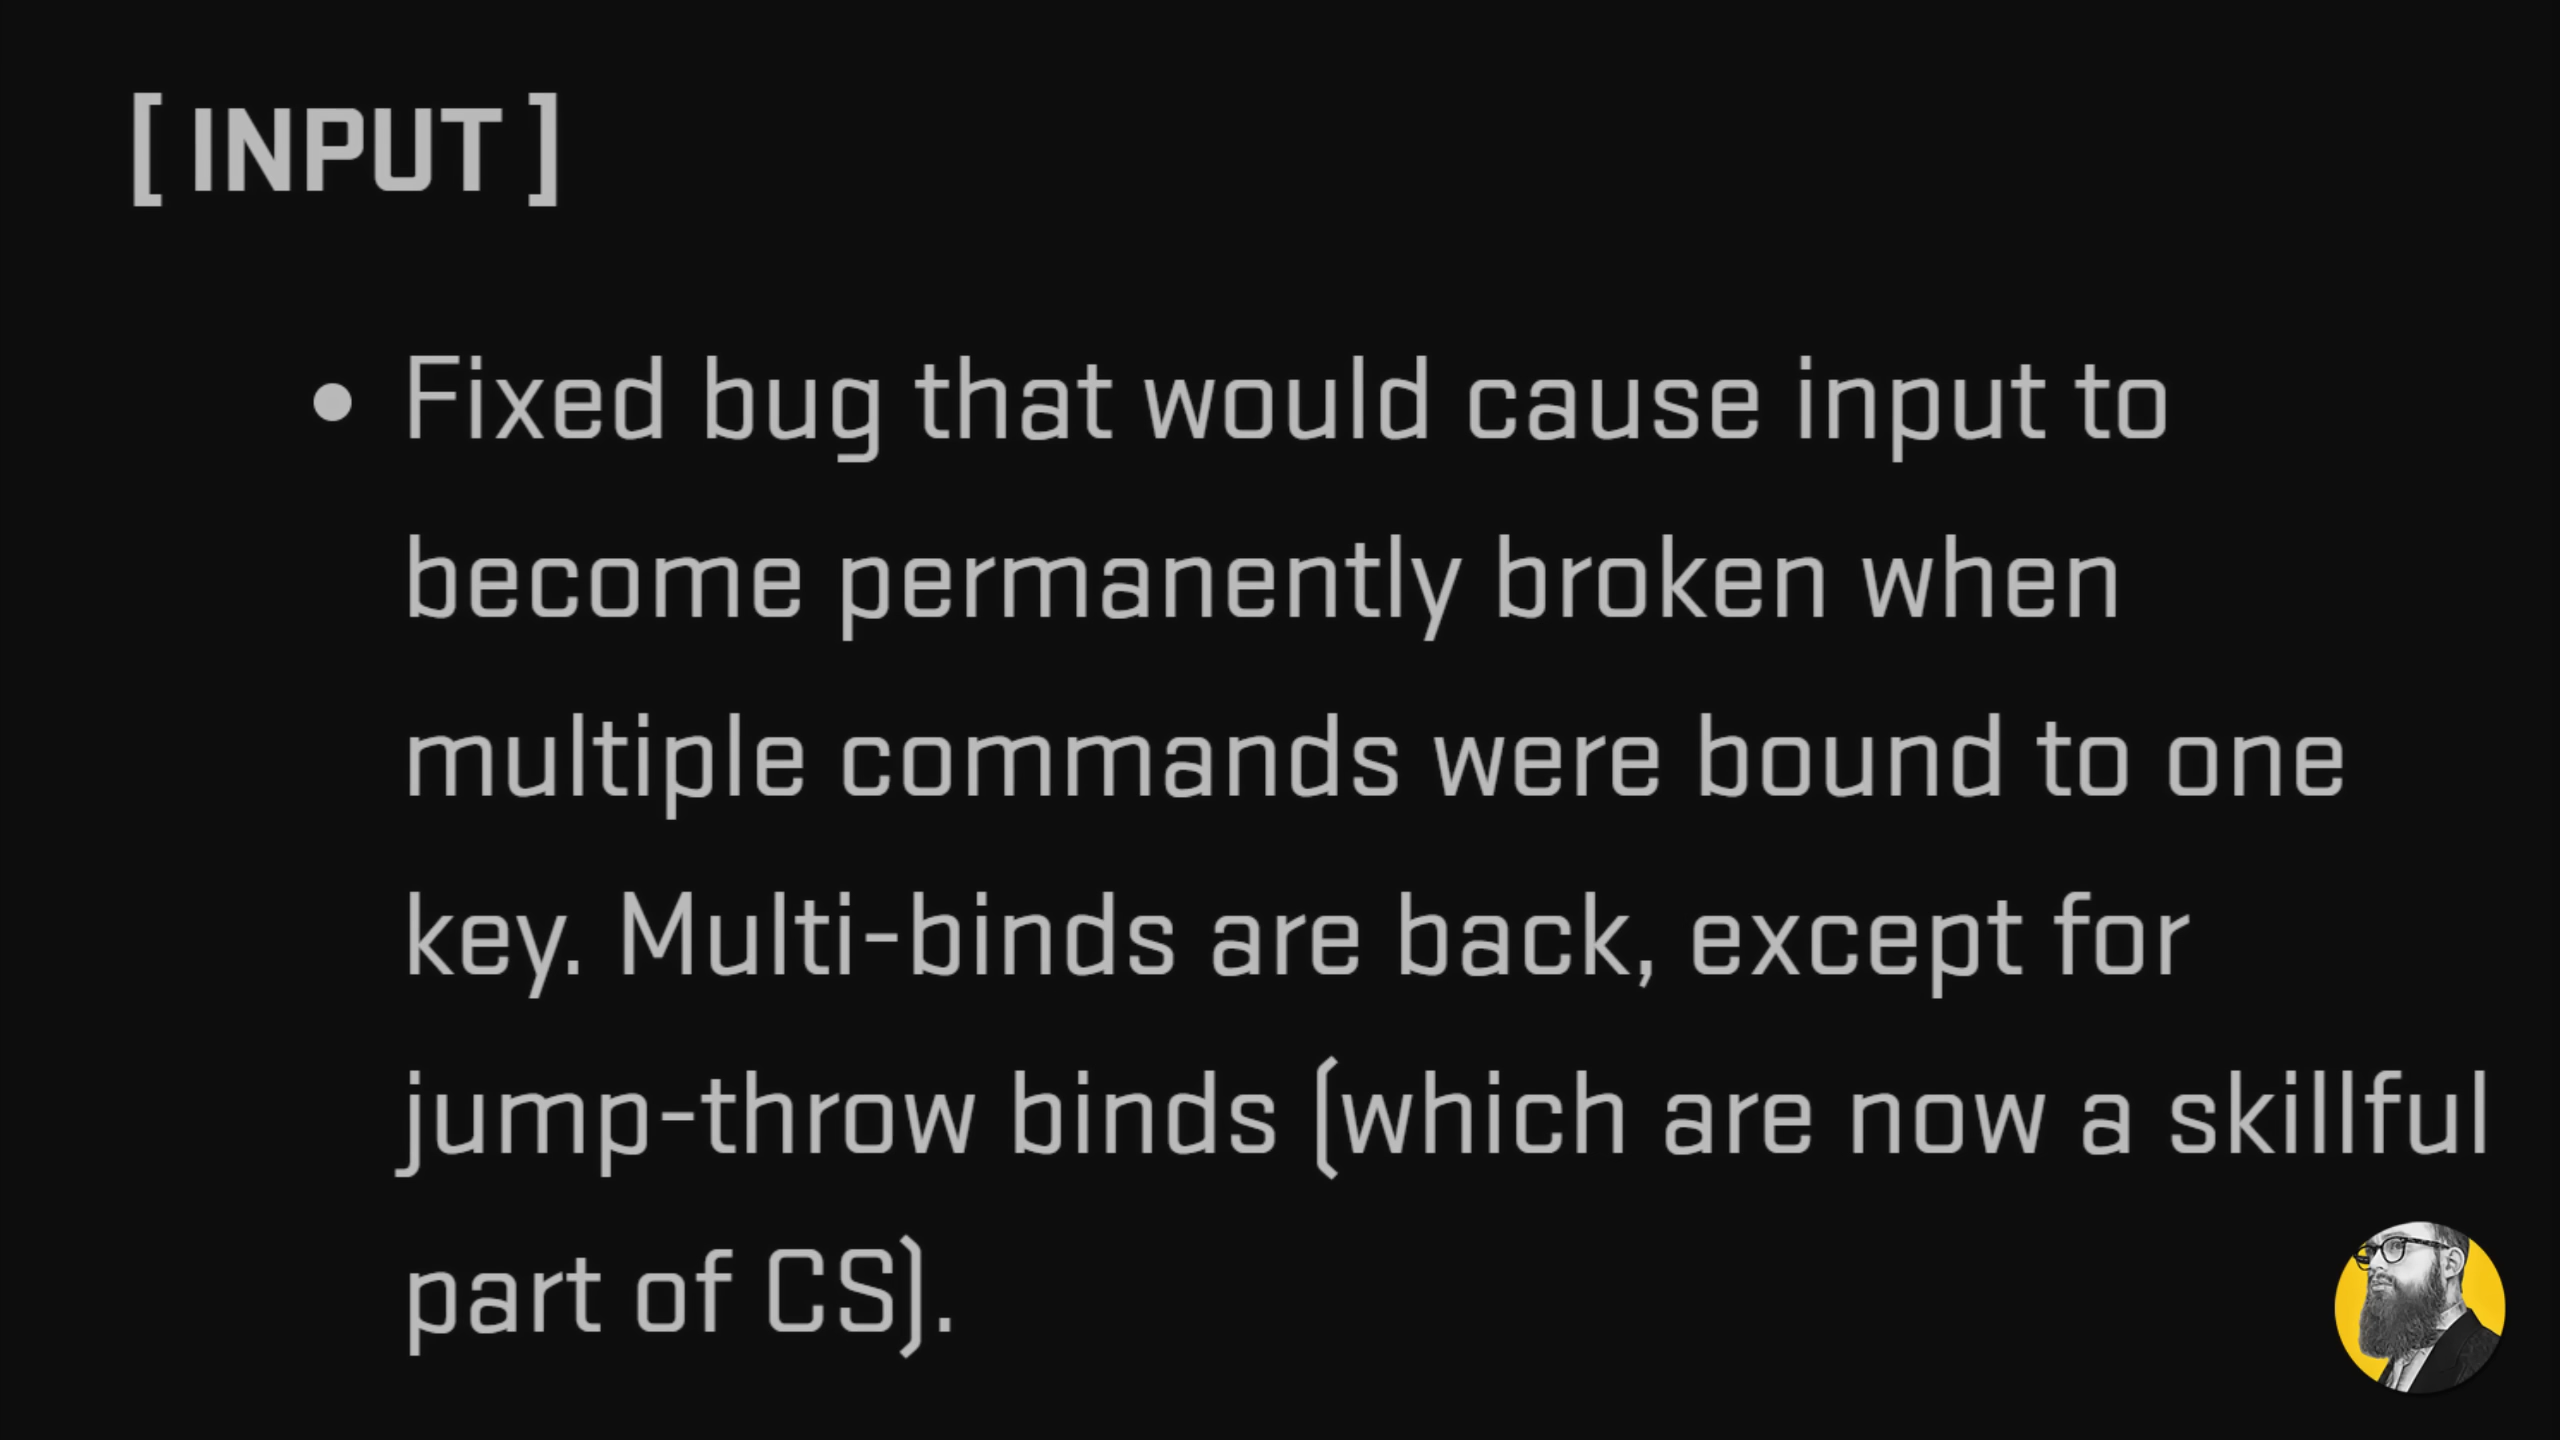 [ INPUT ]
• Fixed bug that would cause input to
become permanently broken when
multiple commands were bound to one
key. Multi-binds are back, except for
jump-throw binds (which are now a skillful
part of CS).